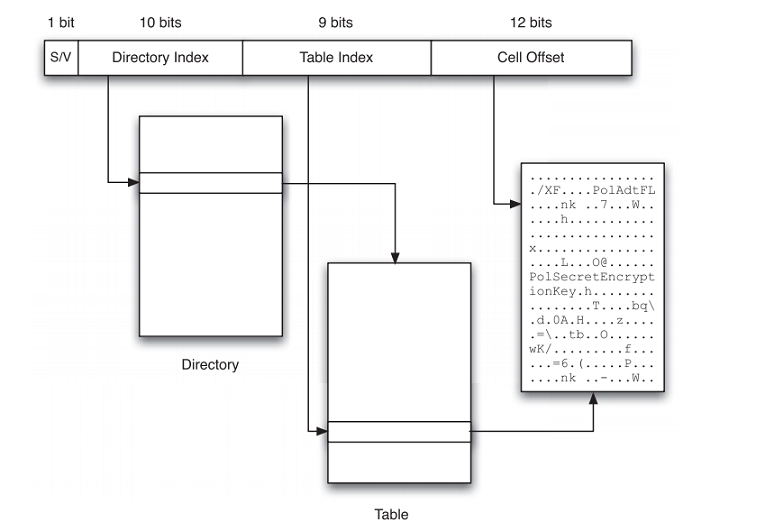 1 bit 10 bits 9 bits 12 bits
S/V Directory Index Table Index Cell Offset
................
./XF....PolAdtFL
....nk ..7...W..
....h...........
................
x...............
....L...O@......
PolSecretEncrypt
ionKey.h........
........T....bq\
.d.0A.H....z....
.=\..tb..O......
wK/.........f...
...=6.(.....P...
....nk ..-...W..
Directory
Table